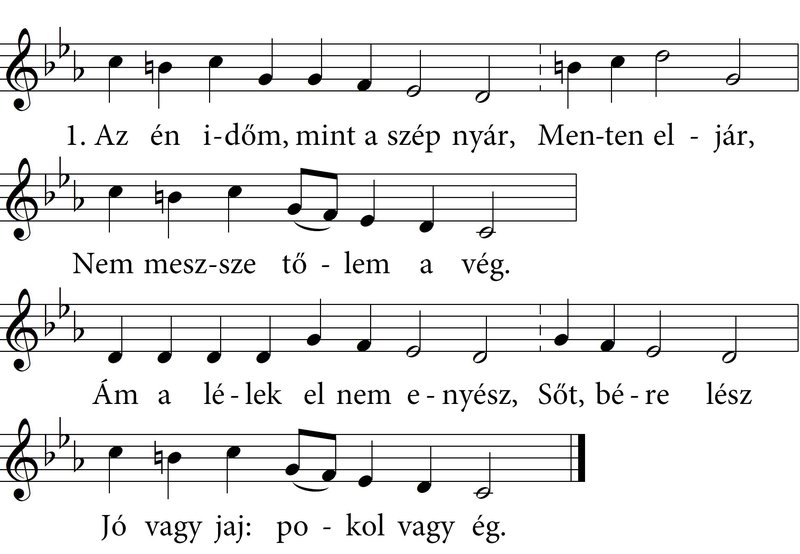 1. Az én i-dőm, mint a szép nyár, Men-ten el - jár,
Nem mesz-sze tő - lem a vég.
Ám a lé - lek el nem e - nyész, Sőt, bé - re lész
Jó vagy jaj: po - kol vagy ég.